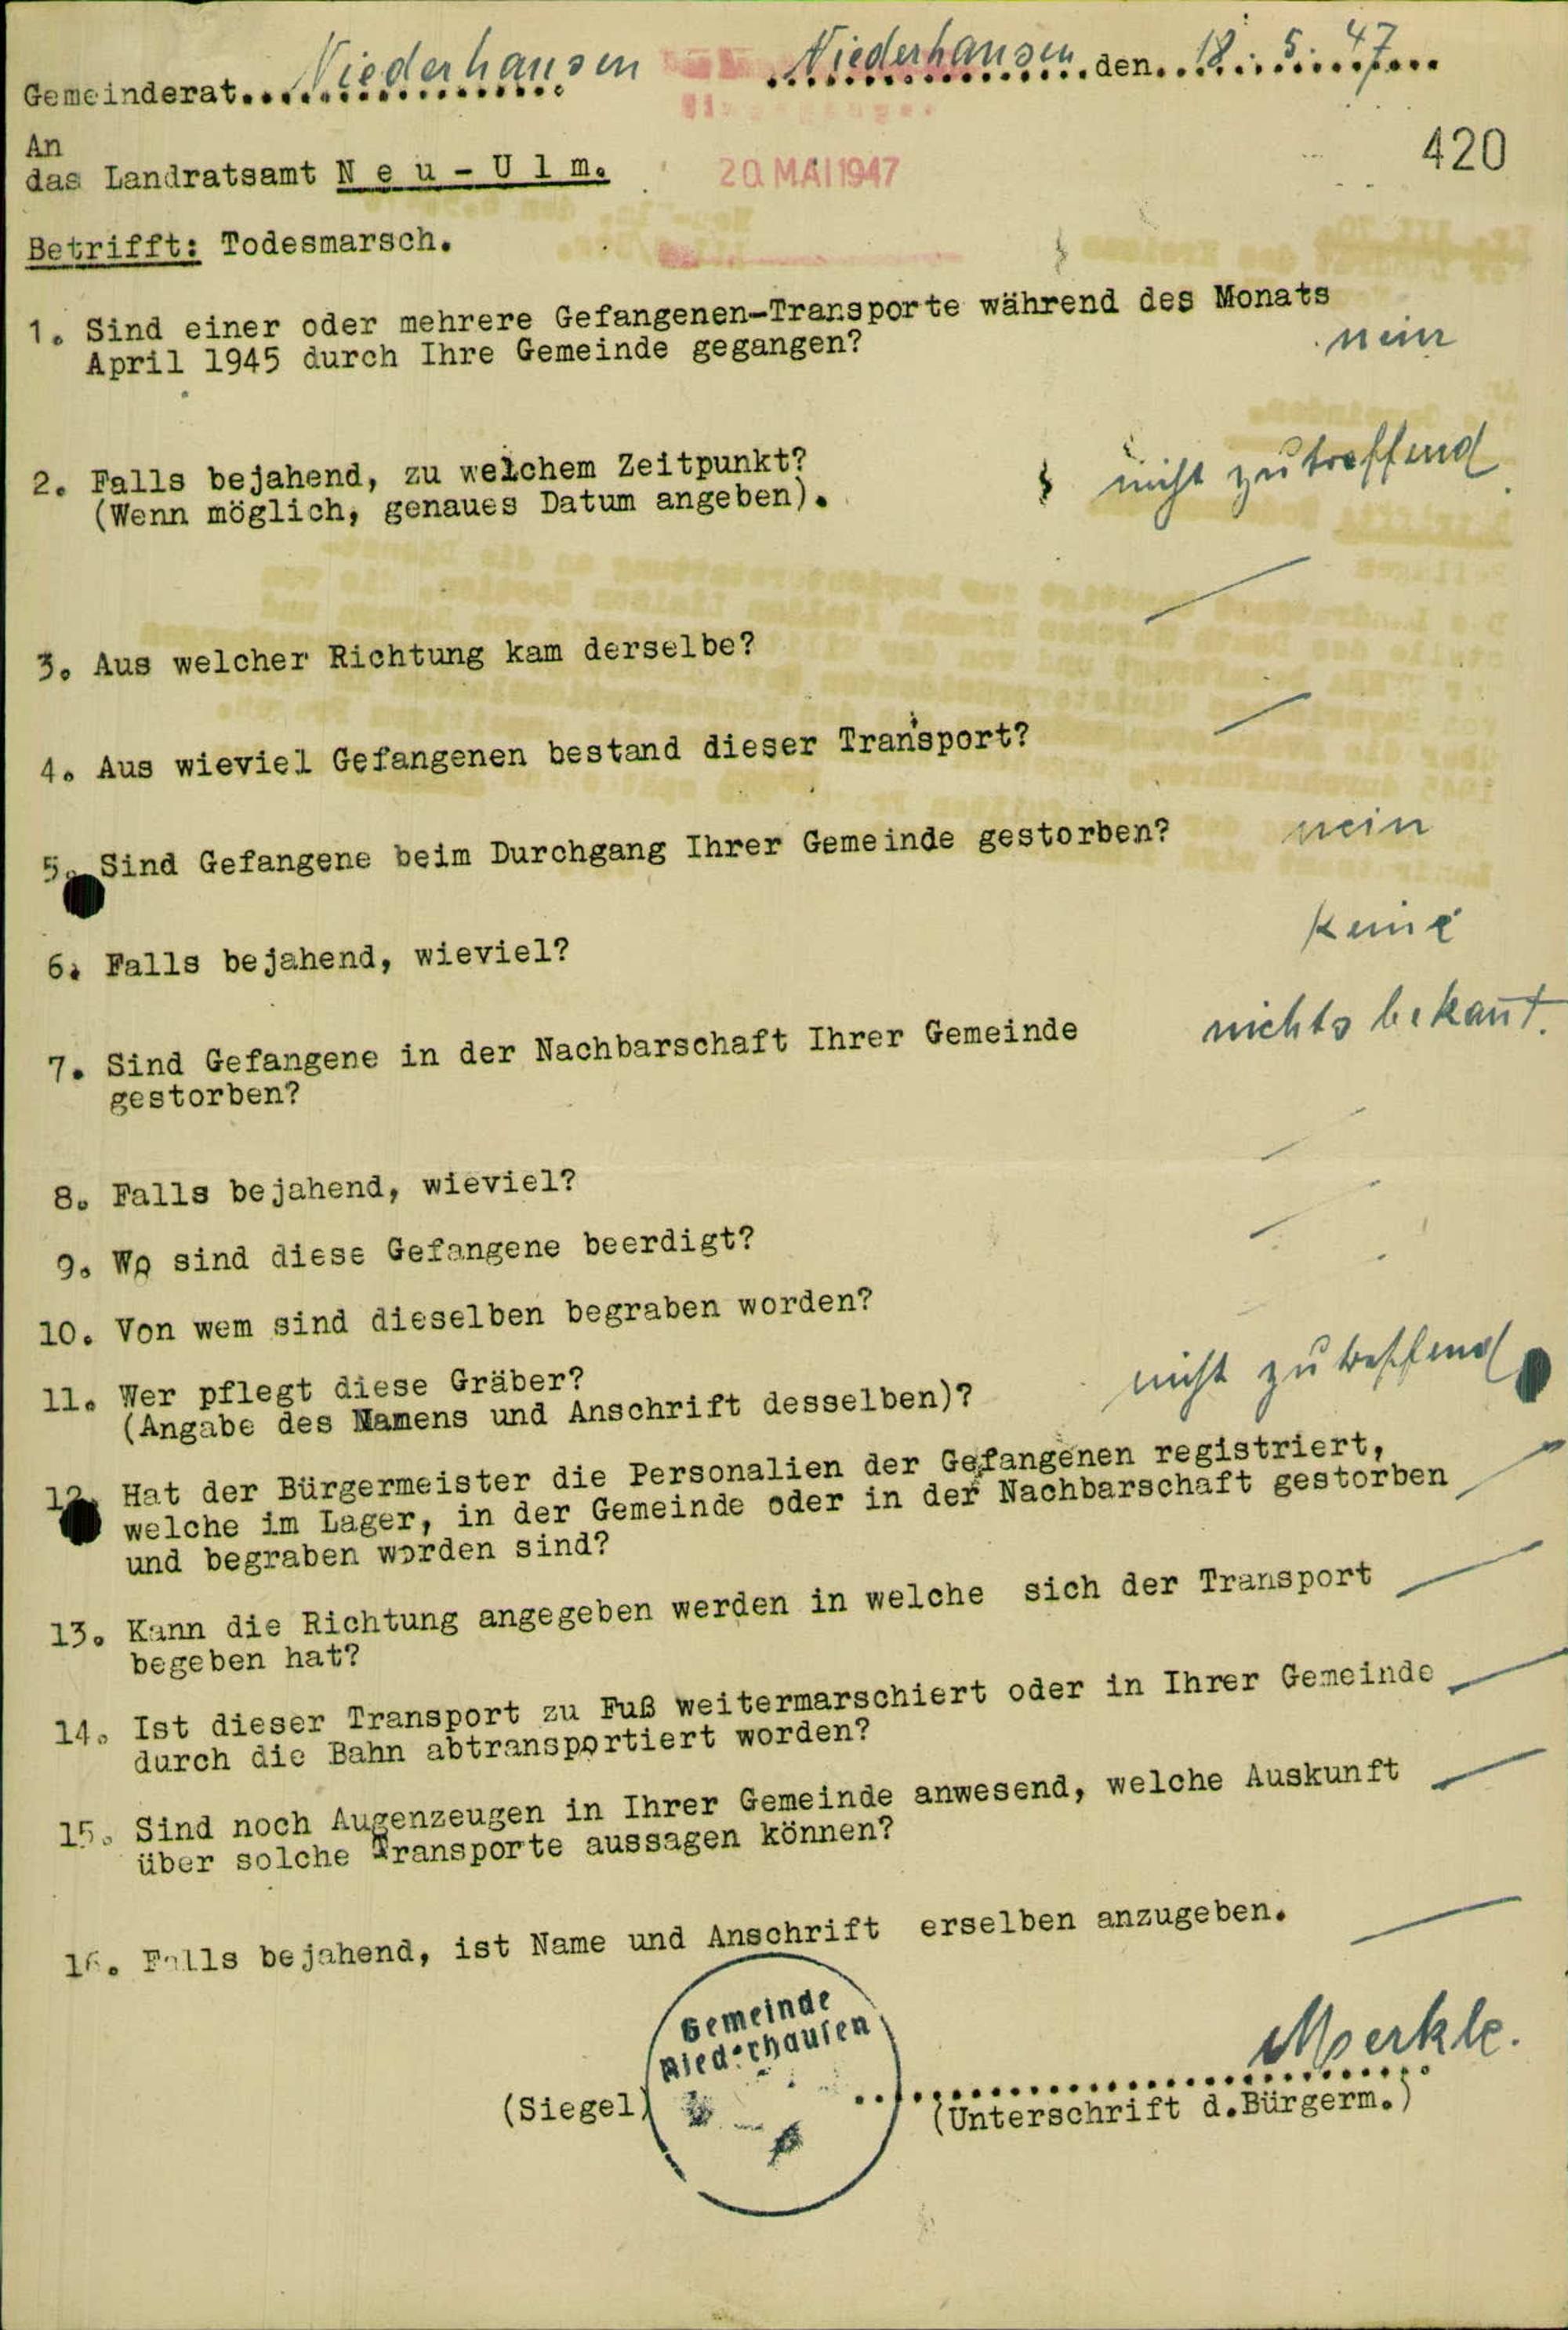 Gemeinderat Niederhausen Niederhausen, den 18. 5. 47
An
das Landratsamt N e u - U l m. 20. MAI 1947 420
Betrifft: Todesmarsch.
1. Sind einer oder mehrere Gefangenen-Transporte während des Monats
April 1945 durch Ihre Gemeinde gegangen? nein
2. Falls bejahend, zu welchem Zeitpunkt? nicht zutreffend
(Wenn möglich, genaues Datum angeben).
3. Aus welcher Richtung kam derselbe?
4. Aus wieviel Gefangenen bestand dieser Transport?
5. Sind Gefangene beim Durchgang Ihrer Gemeinde gestorben? nein
6. Falls bejahend, wieviel? keine
7. Sind Gefangene in der Nachbarschaft Ihrer Gemeinde nichts bekañt.
gestorben?
8. Falls bejahend, wieviel?
9. Wo sind diese Gefangene beerdigt?
10. Von wem sind dieselben begraben worden?
11. Wer pflegt diese Gräber? nicht zutreffend
(Angabe des Namens und Anschrift desselben)?
12. Hat der Bürgermeister die Personalien der Gefangenen registriert,
welche im Lager, in der Gemeinde oder in der Nachbarschaft gestorben
und begraben worden sind?
13. Kann die Richtung angegeben werden in welche sich der Transport
begeben hat?
14. Ist dieser Transport zu Fuß weitermarschiert oder in Ihrer Gemeinde
durch die Bahn abtransportiert worden?
15. Sind noch Augenzeugen in Ihrer Gemeinde anwesend, welche Auskunft
über solche Transporte aussagen können?
16. Falls bejahend, ist Name und Anschrift erselben anzugeben.
Gemeinde
Niederhausen
Merkle.
(Siegel) (Unterschrift d.Bürgerm.)